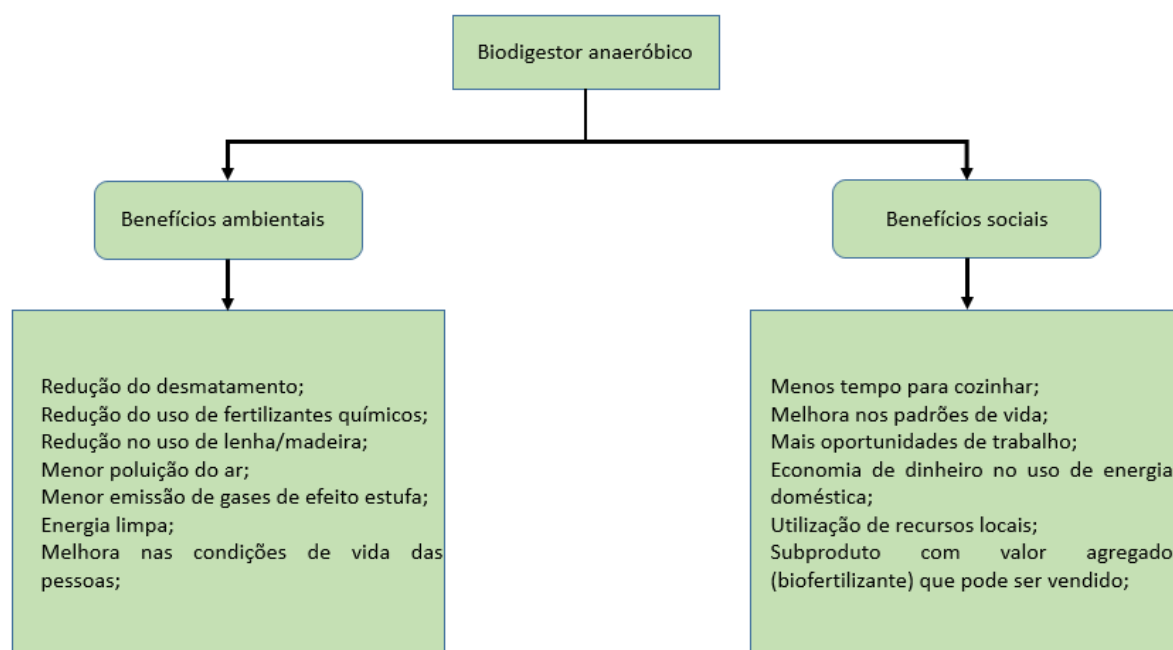 Biodigestor anaeróbico
Benefícios ambientais
Benefícios sociais
Redução do desmatamento;
Redução do uso de fertilizantes químicos;
Redução no uso de lenha/madeira;
Menor poluição do ar;
Menor emissão de gases de efeito estufa;
Energia limpa;
Melhora nas condições de vida das
pessoas;
Menos tempo para cozinhar;
Melhora nos padrões de vida;
Mais oportunidades de trabalho;
Economia de dinheiro no uso de energia
doméstica;
Utilização de recursos locais;
Subproduto com valor agregado
(biofertilizante) que pode ser vendido;